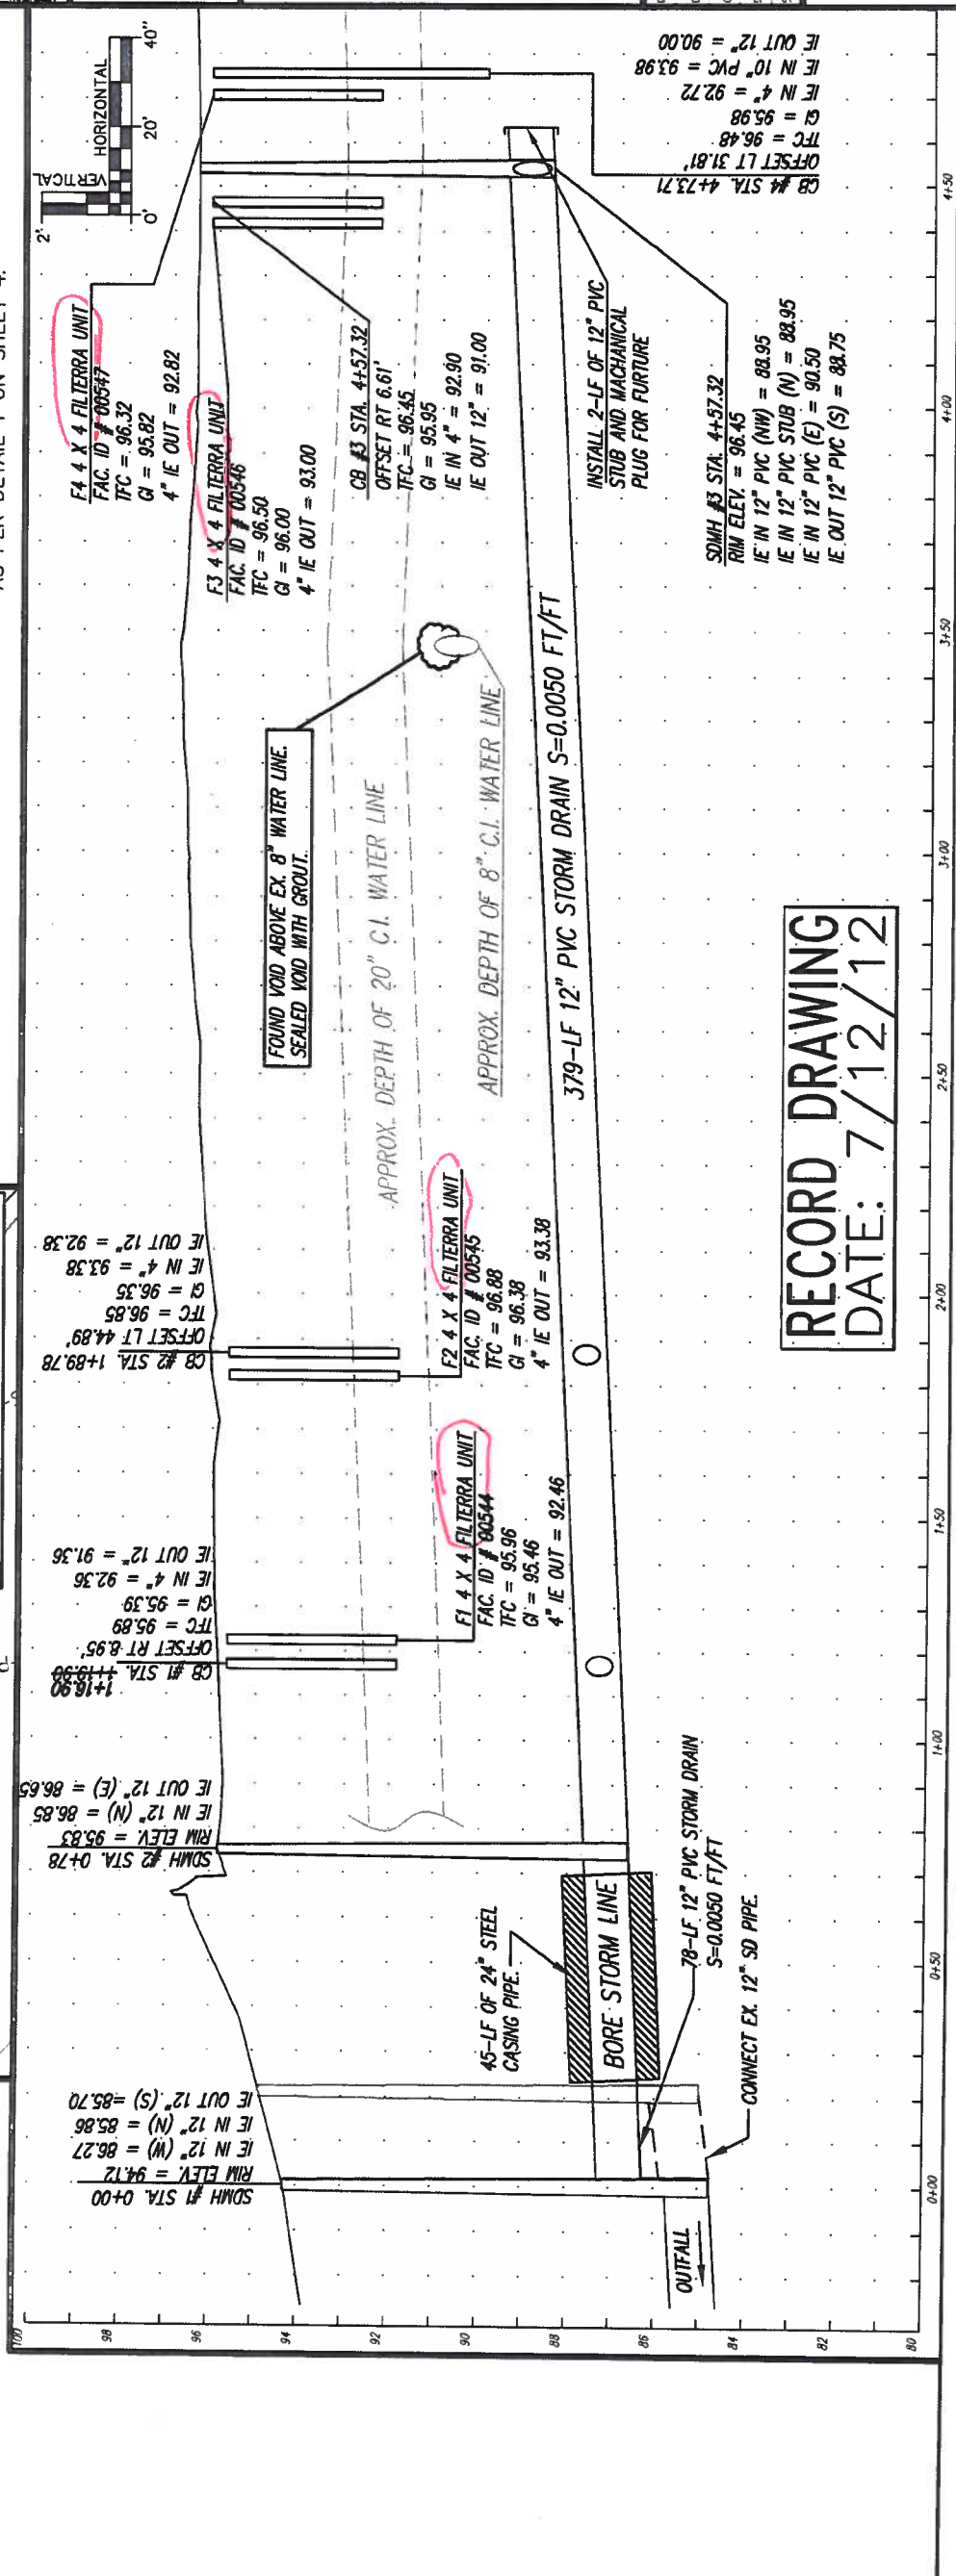 AS PER DETAIL 1 ON SHEET 4.
VERTICAL
HORIZONTAL
2'
0'
20'
40'
SDMH #1 STA. 0+00
RIM ELEV. = 94.12
IE IN 12" (W) = 86.27
IE IN 12" (N) = 85.86
IE OUT 12" (S) =85.70
SDMH #2 STA. 0+78
RIM ELEV. = 95.83
IE IN 12" (N) = 86.85
IE OUT 12" (E) = 86.65
1+16.90
CB #1 STA. 1+19.90
OFFSET RT 8.95'
TFC = 95.89
GI = 95.39
IE IN 4" = 92.36
IE OUT 12" = 91.36
CB #2 STA. 1+89.78
OFFSET LT 44.89'
TFC = 96.85
GI = 96.35
IE IN 4" = 93.38
IE OUT 12" = 92.38
F1 4 X 4 FILTERRA UNIT
FAC. ID # 00544
TFC = 95.96
GI = 95.46
4" IE OUT = 92.46
F2 4 X 4 FILTERRA UNIT
FAC. ID # 00545
TFC = 96.88
GI = 96.38
4" IE OUT = 93.38
FOUND VOID ABOVE EX. 8" WATER LINE.
SEALED VOID WITH GROUT.
APPROX. DEPTH OF 20" C.I. WATER LINE
APPROX. DEPTH OF 8" C.I. WATER LINE
F3 4 X 4 FILTERRA UNIT
FAC. ID # 00546
TFC = 96.50
GI = 96.00
4" IE OUT = 93.00
F4 4 X 4 FILTERRA UNIT
FAC. ID # 00547
TFC = 96.32
GI = 95.82
4" IE OUT = 92.82
CB #3 STA. 4+57.32
OFFSET RT 6.61'
TFC = 96.45
GI = 95.95
IE IN 4" = 92.90
IE OUT 12" = 91.00
INSTALL 2-LF OF 12" PVC
STUB AND MACHANICAL
PLUG FOR FURTURE
SDMH #3 STA. 4+57.32
RIM ELEV. = 96.45
IE IN 12" PVC (NW) = 88.95
IE IN 12" PVC STUB (N) = 88.95
IE IN 12" PVC (E) = 90.50
IE OUT 12" PVC (S) = 88.75
CB #4 STA. 4+73.71
OFFSET LT 31.81'
TFC = 96.48
GI = 95.98
IE IN 4" = 92.72
IE IN 10" PVC = 93.98
IE OUT 12" = 90.00
379-LF 12" PVC STORM DRAIN S=0.0050 FT/FT
45-LF OF 24" STEEL
CASING PIPE.
BORE STORM LINE
78-LF 12" PVC STORM DRAIN
S=0.0050 FT/FT
CONNECT EX. 12" SD PIPE.
OUTFALL
RECORD DRAWING
DATE: 7/12/12
100
98
96
94
92
90
88
86
84
82
80
0+00
0+50
1+00
1+50
2+00
2+50
3+00
3+50
4+00
4+50